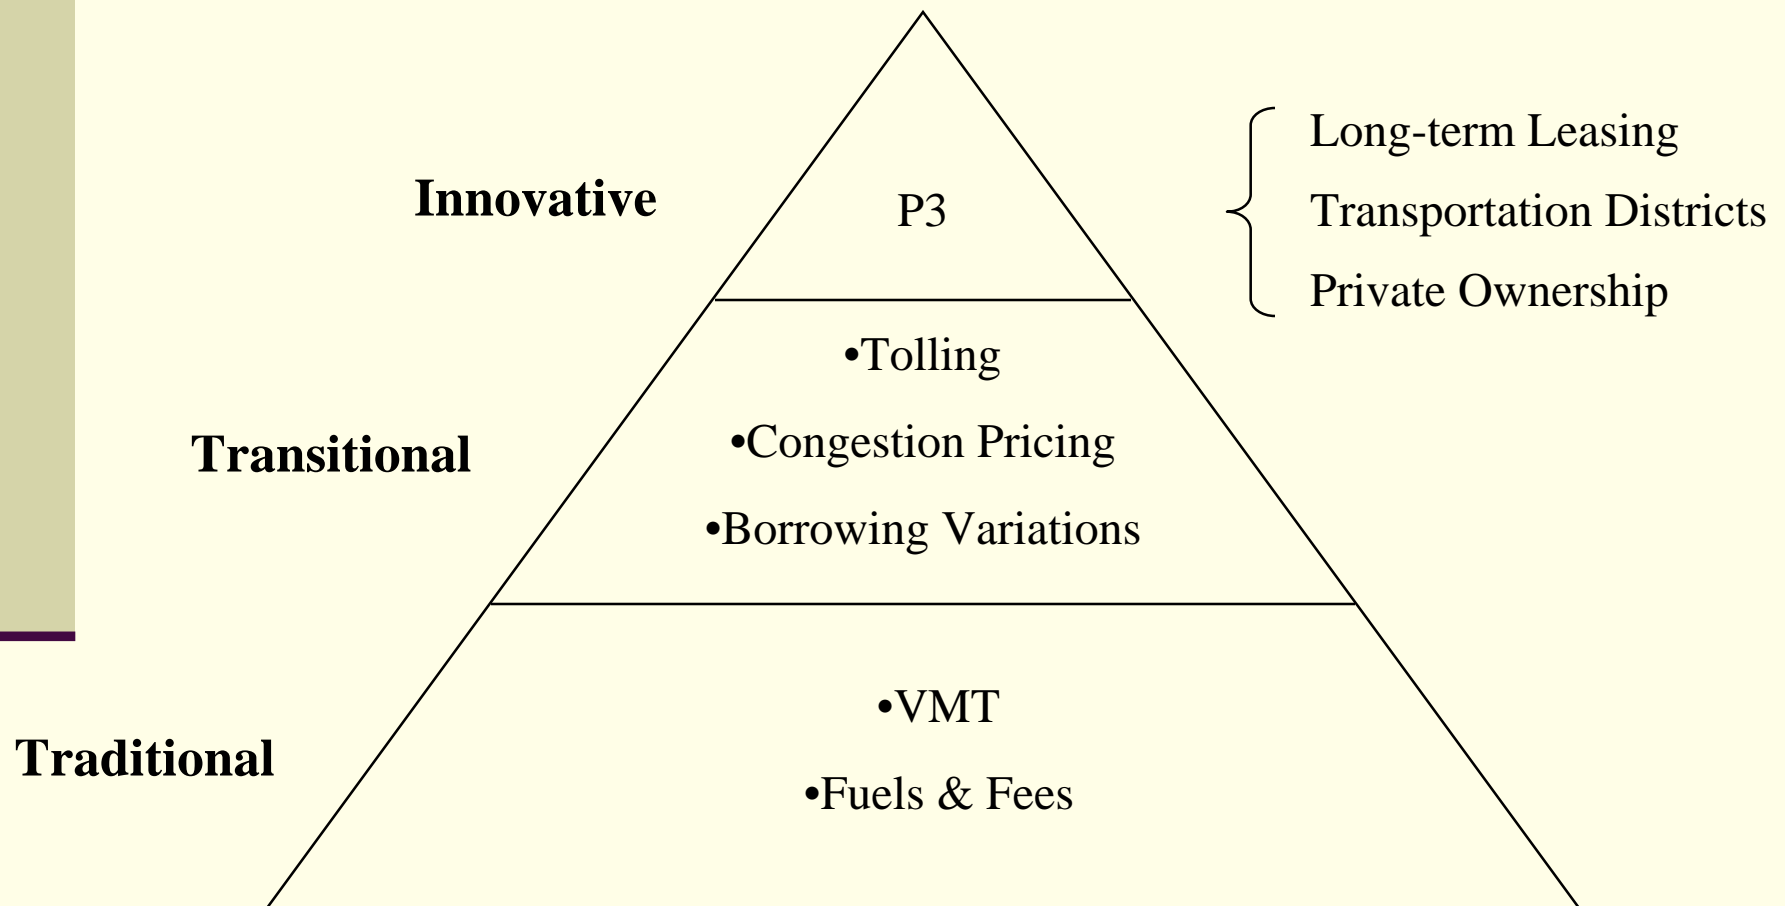 Innovative
P3
Long-term Leasing
Transportation Districts
Private Ownership
Transitional
•Tolling
•Congestion Pricing
•Borrowing Variations
Traditional
•VMT
•Fuels & Fees